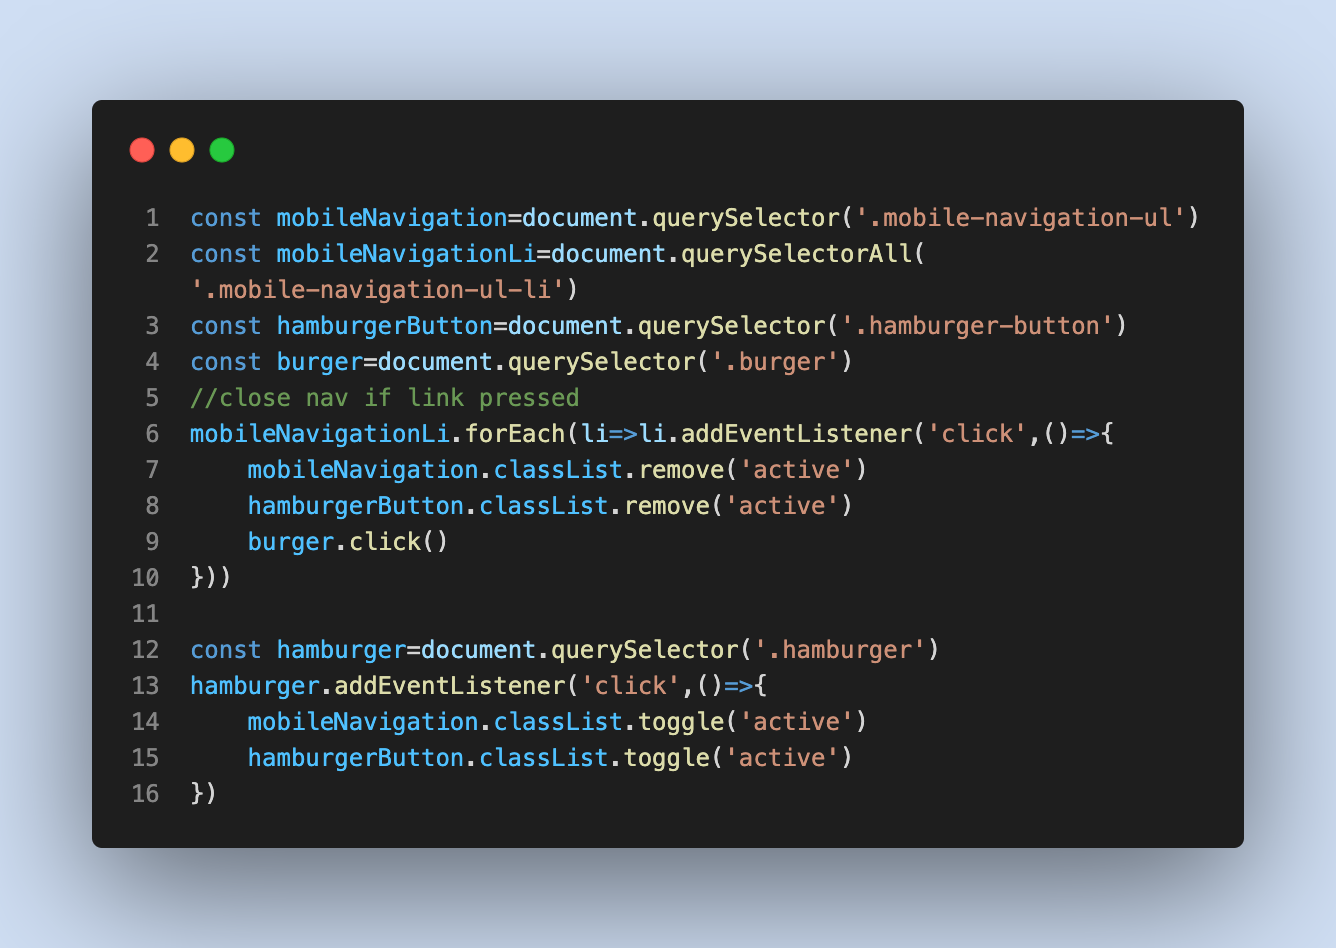 1 const mobileNavigation=document.querySelector('.mobile-navigation-ul')
2 const mobileNavigationLi=document.querySelectorAll(
'.mobile-navigation-ul-li')
3 const hamburgerButton=document.querySelector('.hamburger-button')
4 const burger=document.querySelector('.burger')
5 //close nav if link pressed
6 mobileNavigationLi.forEach(li=>li.addEventListener('click',()=>{
7     mobileNavigation.classList.remove('active')
8     hamburgerButton.classList.remove('active')
9     burger.click()
10 }))
11
12 const hamburger=document.querySelector('.hamburger')
13 hamburger.addEventListener('click',()=>{
14     mobileNavigation.classList.toggle('active')
15     hamburgerButton.classList.toggle('active')
16 })